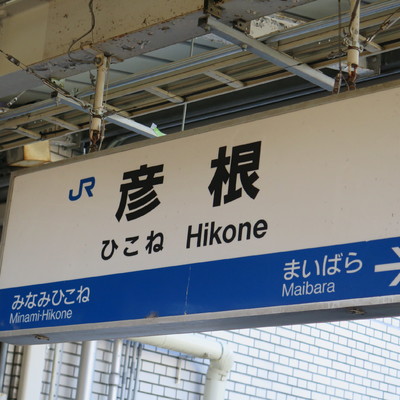 JR
彦根
ひこね Hikone
みなみひこね
Minami-Hikone
まいばら
Maibara